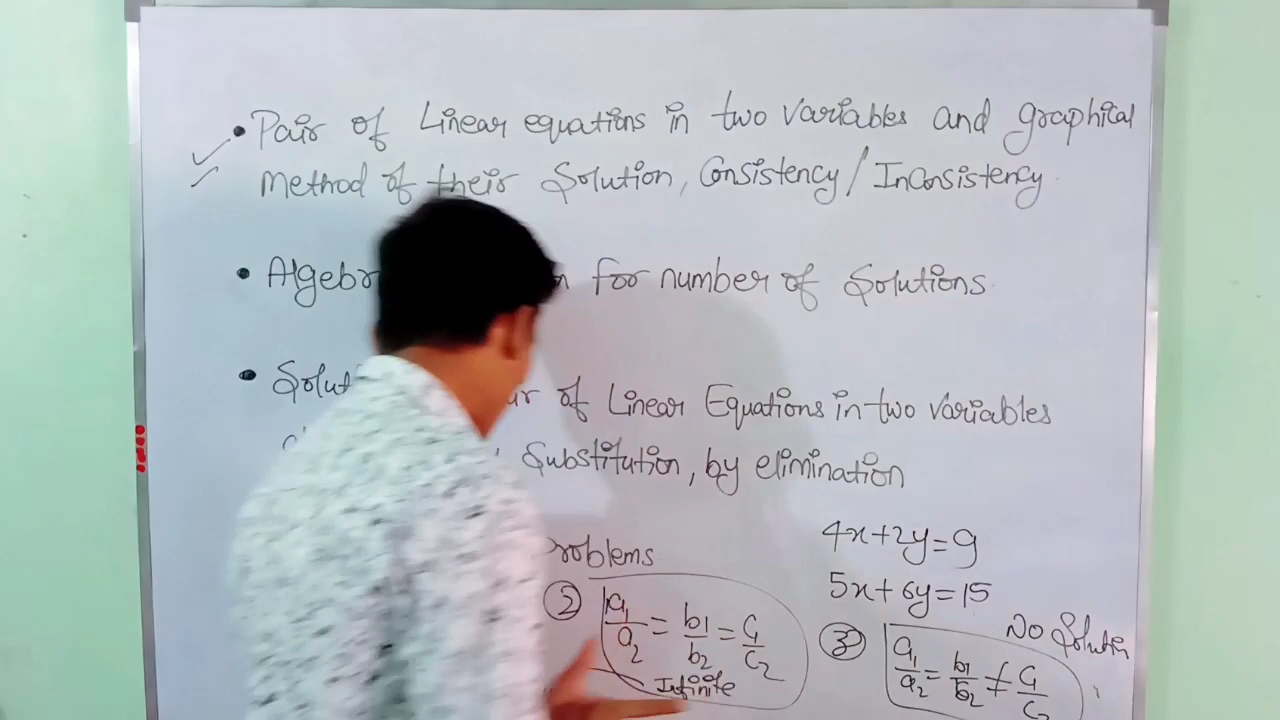 • Pair of Linear equations in two variables and graphical
method of their Solution, Consistency / InConsistency
• Algebr for number of Solutions.
• Solut of Linear Equations in two variables
Substitution, by elimination
problems
4x+2y=9
5x+6y=15
② a1/a2 = b1/b2 = c1/c2
Infinite
No Solution
③ a1/a2 = b1/b2 ≠ c1/c2